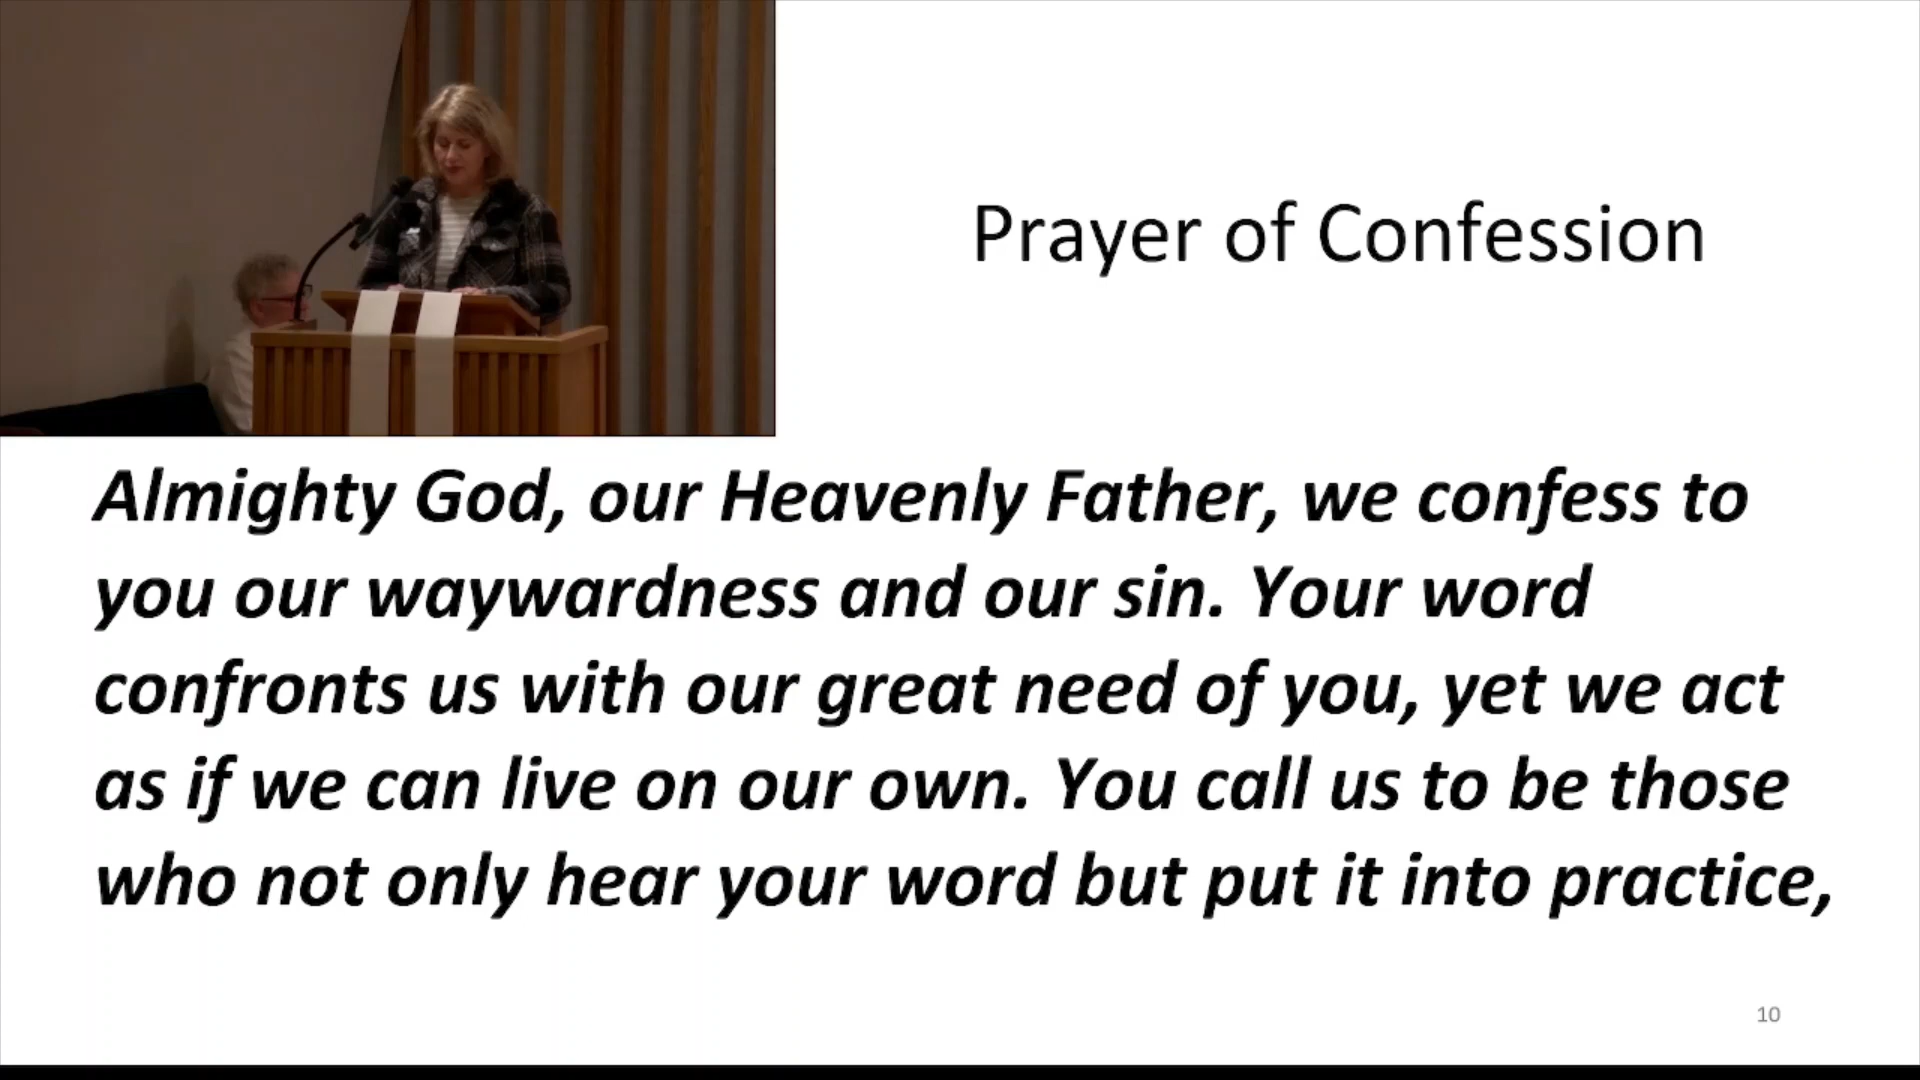 Prayer of Confession
Almighty God, our Heavenly Father, we confess to
you our waywardness and our sin. Your word
confronts us with our great need of you, yet we act
as if we can live on our own. You call us to be those
who not only hear your word but put it into practice,
10